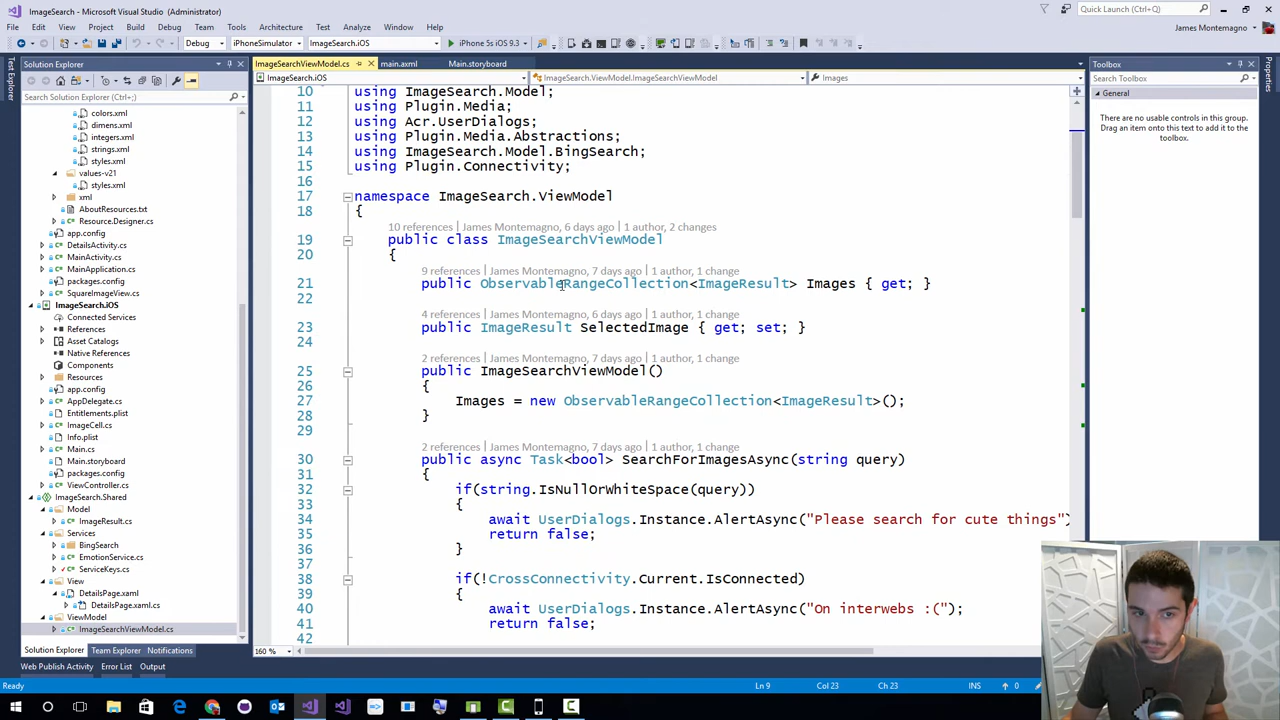 ImageSearch - Microsoft Visual Studio (Administrator)
Quick Launch (Ctrl+;)
File Edit View Project Build Debug Team Tools Test Analyze Window Help
James Montemagno
Debug iPhoneSimulator ImageSearch.iOS iPhone 5s iOS 9.3
Test Explorer
Solution Explorer
Search Solution Explorer (Ctrl+;)
colors.xml
dimens.xml
integers.xml
strings.xml
styles.xml
values-v21
styles.xml
xml
AboutResources.txt
Resource.Designer.cs
app.config
DetailsActivity.cs
MainActivity.cs
MainApplication.cs
packages.config
SquareImageView.cs
ImageSearch.iOS
Connected Services
References
Asset Catalogs
Native References
Components
Resources
app.config
AppDelegate.cs
Entitlements.plist
ImageCell.cs
Info.plist
Main.cs
Main.storyboard
packages.config
ViewController.cs
ImageSearch.Shared
Model
ImageResult.cs
Services
BingSearch
EmotionService.cs
ServiceKeys.cs
View
DetailsPage.xaml
DetailsPage.xaml.cs
ViewModel
ImageSearchViewModel.cs
Solution Explorer Team Explorer Notifications
ImageSearchViewModel.cs main.axml Main.storyboard
ImageSearch.iOS ImageSearch.ViewModel.ImageSearchViewModel Images
10 using ImageSearch.Model;
11 using Plugin.Media;
12 using Acr.UserDialogs;
13 using Plugin.Media.Abstractions;
14 using ImageSearch.Model.BingSearch;
15 using Plugin.Connectivity;
16
17 namespace ImageSearch.ViewModel
18 {
10 references | James Montemagno, 6 days ago | 1 author, 2 changes
19 public class ImageSearchViewModel
20 {
9 references | James Montemagno, 7 days ago | 1 author, 1 change
21 public ObservableRangeCollection<ImageResult> Images { get; }
22
4 references | James Montemagno, 6 days ago | 1 author, 1 change
23 public ImageResult SelectedImage { get; set; }
24
2 references | James Montemagno, 7 days ago | 1 author, 1 change
25 public ImageSearchViewModel()
26 {
27 Images = new ObservableRangeCollection<ImageResult>();
28 }
29
2 references | James Montemagno, 7 days ago | 1 author, 1 change
30 public async Task<bool> SearchForImagesAsync(string query)
31 {
32 if(string.IsNullOrWhiteSpace(query))
33 {
34 await UserDialogs.Instance.AlertAsync("Please search for cute things")
35 return false;
36 }
37
38 if(!CrossConnectivity.Current.IsConnected)
39 {
40 await UserDialogs.Instance.AlertAsync("On interwebs :(");
41 return false;
42
160 %
Toolbox
Search Toolbox
General
There are no usable controls in this group.
Drag an item onto this text to add it to the
toolbox.
Properties
Web Publish Activity Error List Output
Ready Ln 9 Col 23 Ch 23 INS 0